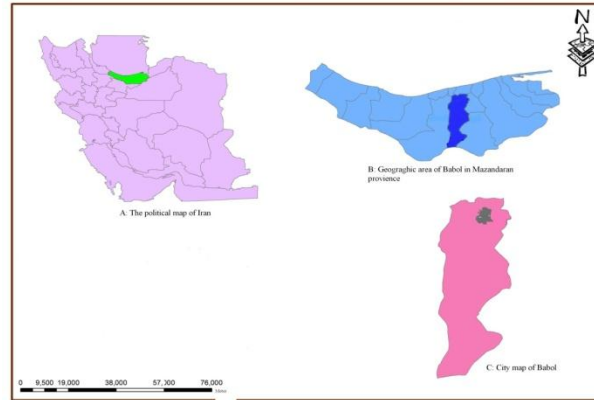 N
A: The political map of Iran
B: Geograghic area of Babol in Mazandaran
provience
C: City map of Babol
0 9,500 19,000 38,000 57,300 76,000